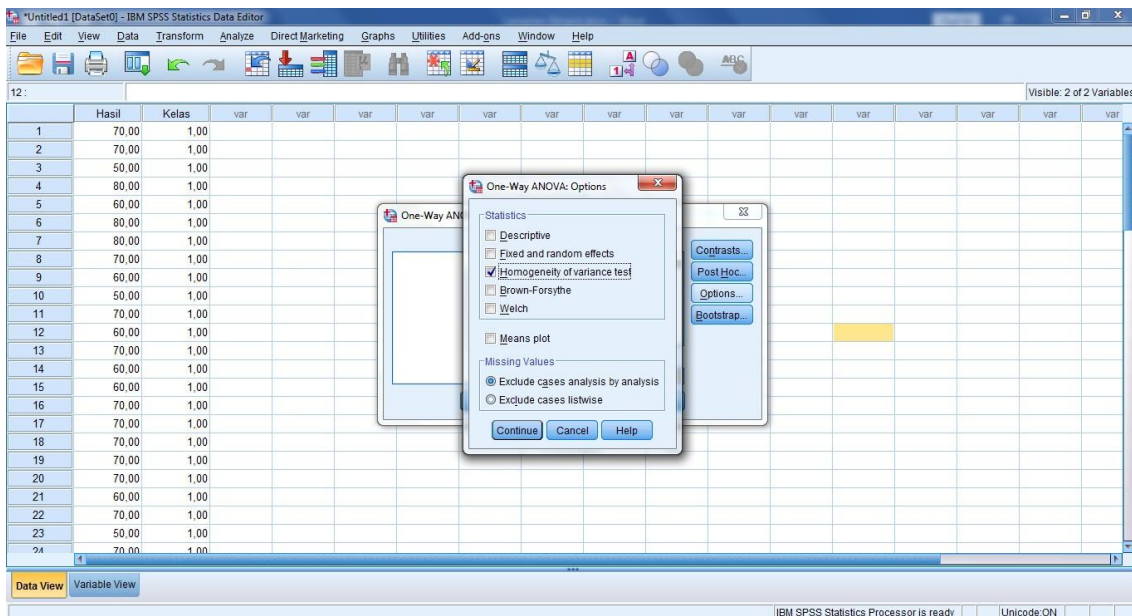 *Untitled1 [DataSet0] - IBM SPSS Statistics Data Editor
File Edit View Data Transform Analyze Direct Marketing Graphs Utilities Add-ons Window Help
12 :
Visible: 2 of 2 Variables
Hasil Kelas var var var var var var var var var var var var var var
1 70,00 1,00
2 70,00 1,00
3 50,00 1,00
4 80,00 1,00
5 60,00 1,00
6 80,00 1,00
7 80,00 1,00
8 70,00 1,00
9 60,00 1,00
10 50,00 1,00
11 70,00 1,00
12 60,00 1,00
13 70,00 1,00
14 60,00 1,00
15 60,00 1,00
16 70,00 1,00
17 70,00 1,00
18 70,00 1,00
19 70,00 1,00
20 70,00 1,00
21 60,00 1,00
22 70,00 1,00
23 50,00 1,00
24 70,00 1,00
One-Way AN
Contrasts...
Post Hoc...
Options...
Bootstrap...
One-Way ANOVA: Options
Statistics
Descriptive
Fixed and random effects
Homogeneity of variance test
Brown-Forsythe
Welch
Means plot
Missing Values
Exclude cases analysis by analysis
Exclude cases listwise
Continue Cancel Help
Data View Variable View
IBM SPSS Statistics Processor is ready Unicode:ON